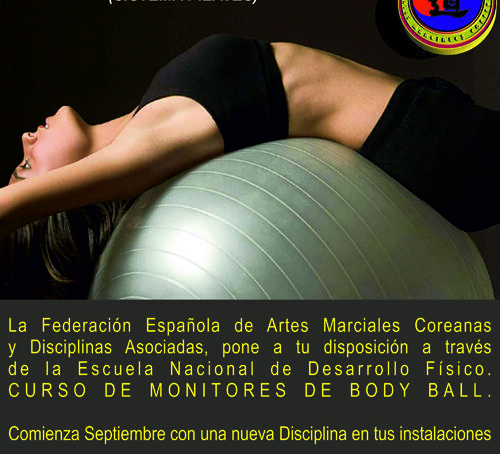 La Federación Española de Artes Marciales Coreanas
y Disciplinas Asociadas, pone a tu disposición a través
de la Escuela Nacional de Desarrollo Físico.
CURSO DE MONITORES DE BODY BALL.
Comienza Septiembre con una nueva Disciplina en tus instalaciones